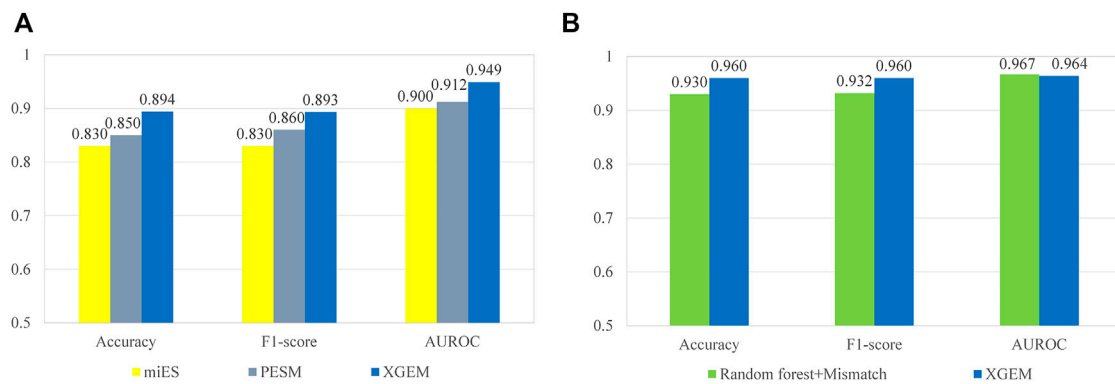 A
1
0.9
0.8
0.7
0.6
0.5
0.830
0.850
0.894
0.830
0.860
0.893
0.900
0.912
0.949
Accuracy
F1-score
AUROC
miES
PESM
XGEM
B
1
0.9
0.8
0.7
0.6
0.5
0.930
0.960
0.932
0.960
0.967
0.964
Accuracy
F1-score
AUROC
Random forest+Mismatch
XGEM